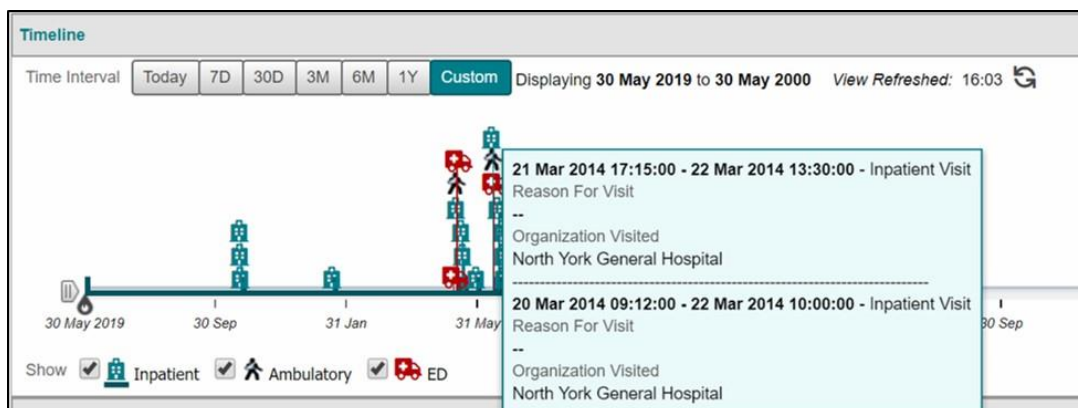 Timeline
Time Interval Today 7D 30D 3M 6M 1Y Custom Displaying 30 May 2019 to 30 May 2000 View Refreshed: 16:03
21 Mar 2014 17:15:00 - 22 Mar 2014 13:30:00 - Inpatient Visit
Reason For Visit
--
Organization Visited
North York General Hospital
--------------------------------------------------------------------------------
20 Mar 2014 09:12:00 - 22 Mar 2014 10:00:00 - Inpatient Visit
Reason For Visit
--
Organization Visited
North York General Hospital
30 May 2019 30 Sep 31 Jan 31 May 30 Sep
Show Inpatient Ambulatory ED